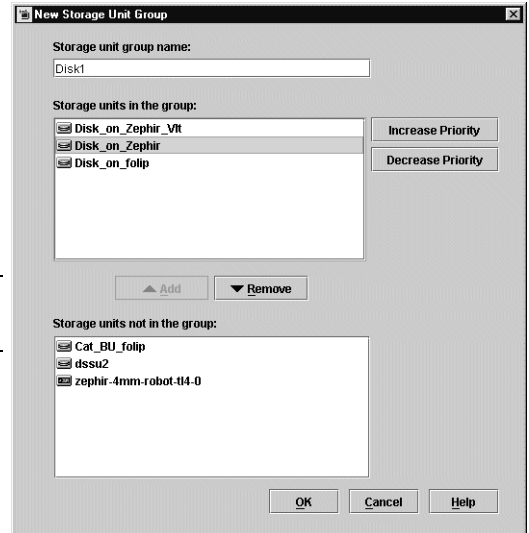 New Storage Unit Group
Storage unit group name:
Disk1
Storage units in the group:
Disk_on_Zephir_Vlt
Disk_on_Zephir
Disk_on_folip
Increase Priority
Decrease Priority
Add
Remove
Storage units not in the group:
Cat_BU_folip
dssu2
zephir-4mm-robot-tl4-0
OK
Cancel
Help